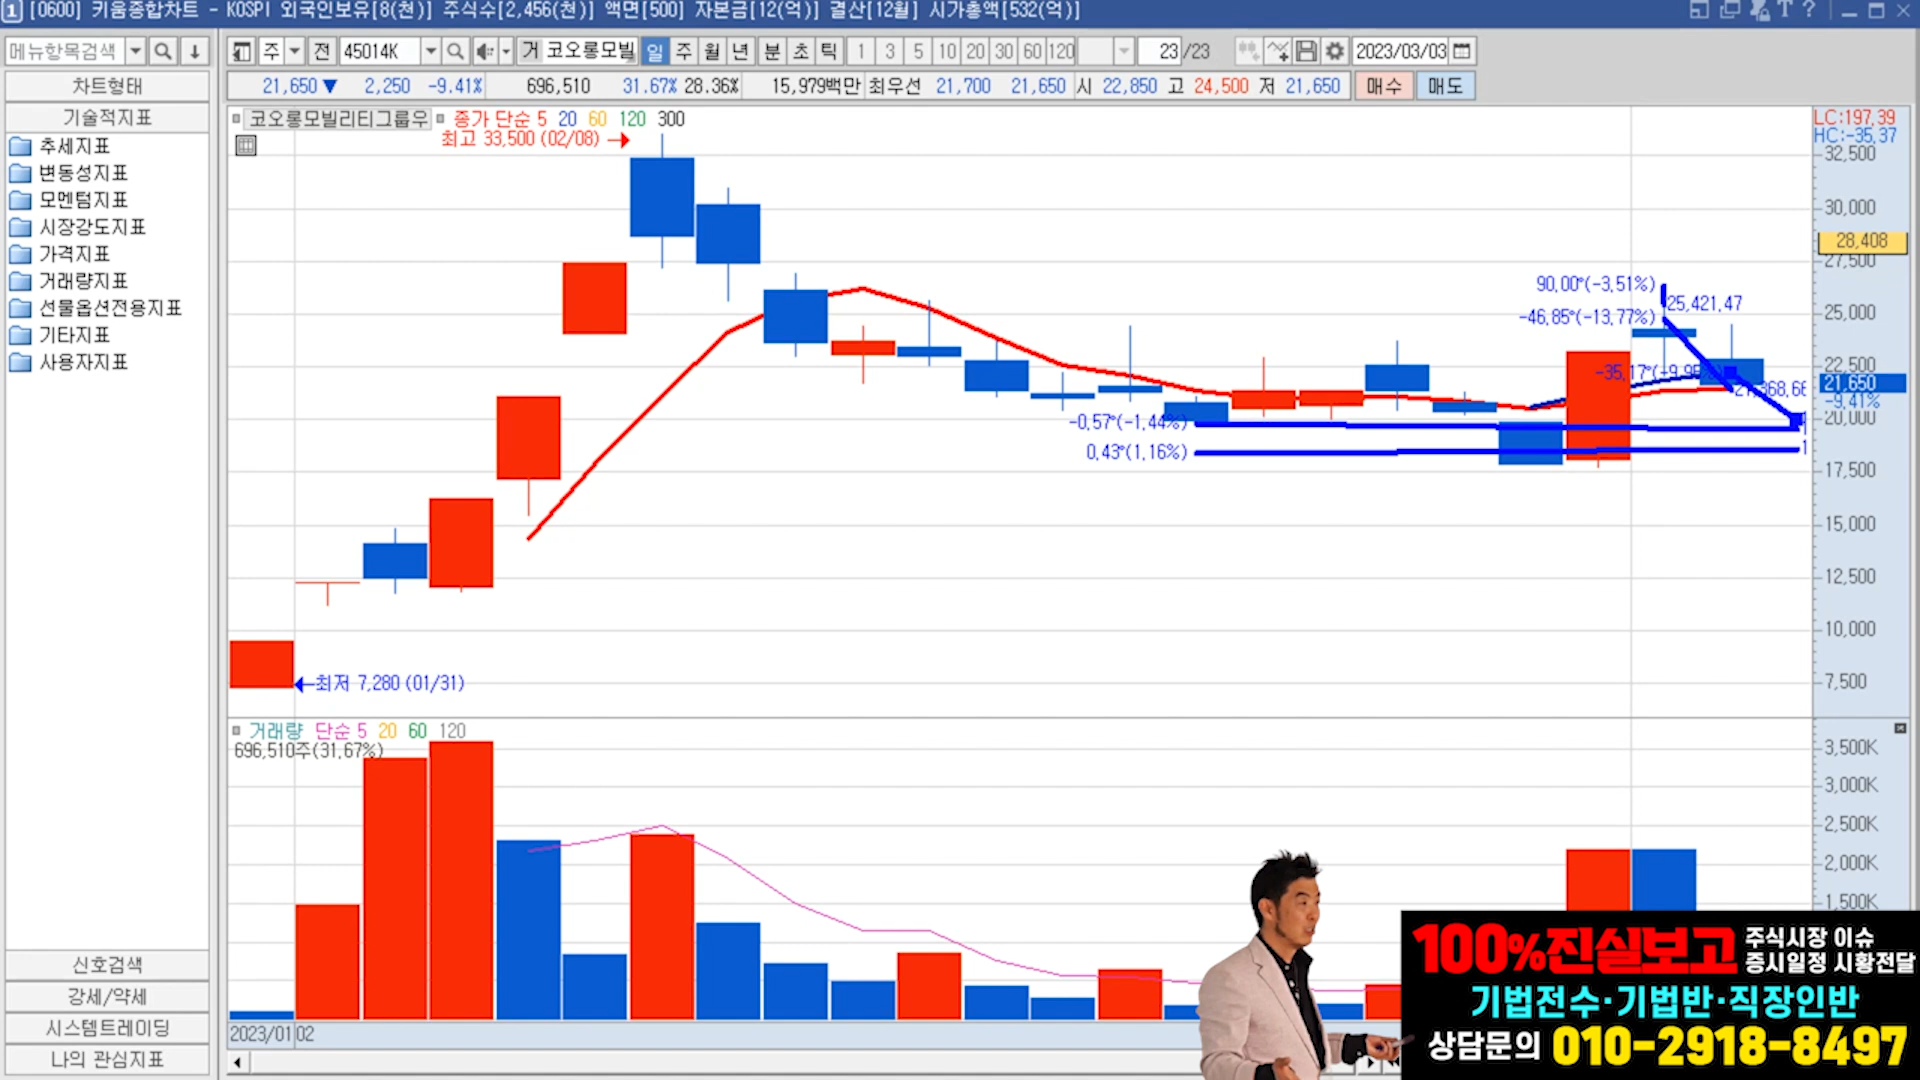 [0600] 키움종합차트 - KOSPI 외국인보유[8(천)] 주식수[2,456(천)] 액면[500] 자본금[12(억)] 결산[12월] 시가총액[532(억)]
메뉴항목검색 주 전 45014K 거 코오롱모빌 일 주 월 년 분 초 틱 1 3 5 10 20 30 60 120 23 /23 2023/03/03
21,650 ▼ 2,250 -9.41% 696,510 31.67% 28.36% 15,979백만 최우선 21,700 21,650 시 22,850 고 24,500 저 21,650 매수 매도
차트형태
기술적지표
추세지표
변동성지표
모멘텀지표
시장강도지표
가격지표
거래량지표
선물옵션전용지표
기타지표
사용자지표
신호검색
강세/약세
시스템트레이딩
나의 관심지표
코오롱모빌리티그룹우 종가 단순 5 20 60 120 300
최고 33,500 (02/08)
90,00°(-3,51%)
25,421,47
-46,85°(-13,77%)
-0,57°(-1,44%)
0,43°(1,16%)
최저 7,280 (01/31)
LC:197,39
HC:-35,37
32,500
30,000
28,408
27,500
25,000
22,500
21,650
-9,41%
20,000
17,500
15,000
12,500
10,000
7,500
거래량 단순 5 20 60 120
696,510주(31,67%)
3,500K
3,000K
2,500K
2,000K
1,500K
2023/01 02
100%진실보고 주식시장 이슈
증시일정 시황전달
기법전수·기법반·직장인반
상담문의 010-2918-8497